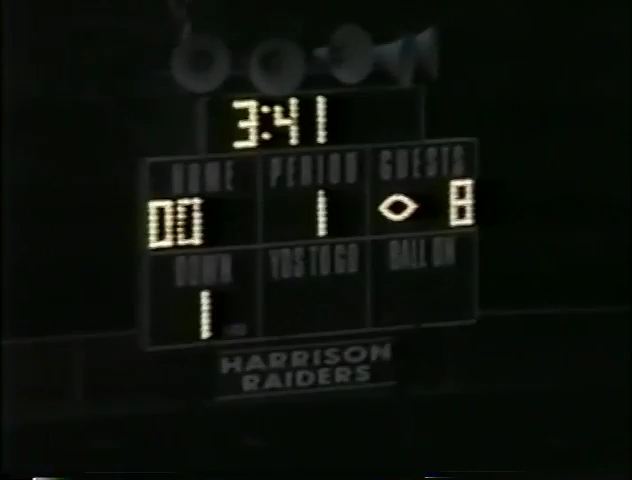 3:41
HOME PERIOD GUESTS
00 1 8
DOWN YDS TO GO BALL ON
1
HARRISON
RAIDERS